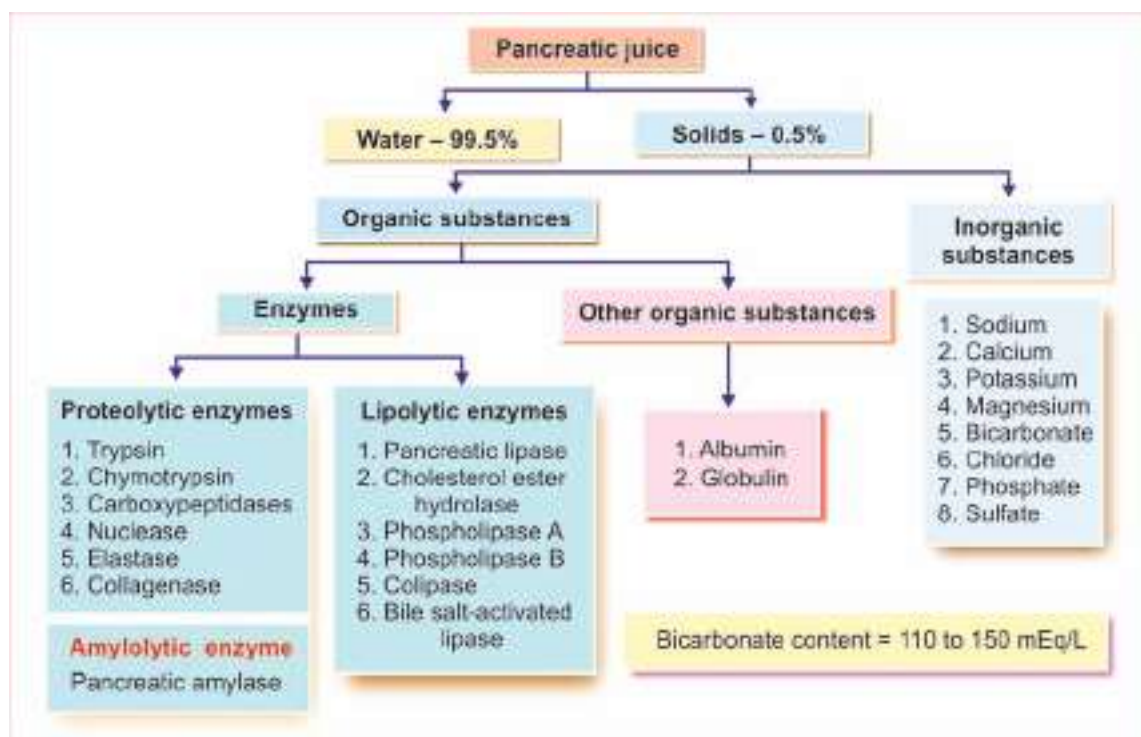 Pancreatic juice
Water – 99.5%
Solids – 0.5%
Organic substances
Inorganic
substances
Enzymes
Other organic substances
Proteolytic enzymes
1. Trypsin
2. Chymotrypsin
3. Carboxypeptidases
4. Nuclease
5. Elastase
6. Collagenase
Amylolytic enzyme
Pancreatic amylase
Lipolytic enzymes
1. Pancreatic lipase
2. Cholesterol ester
hydrolase
3. Phospholipase A
4. Phospholipase B
5. Colipase
6. Bile salt-activated
lipase
1. Albumin
2. Globulin
1. Sodium
2. Calcium
3. Potassium
4. Magnesium
5. Bicarbonate
6. Chloride
7. Phosphate
8. Sulfate
Bicarbonate content = 110 to 150 mEq/L